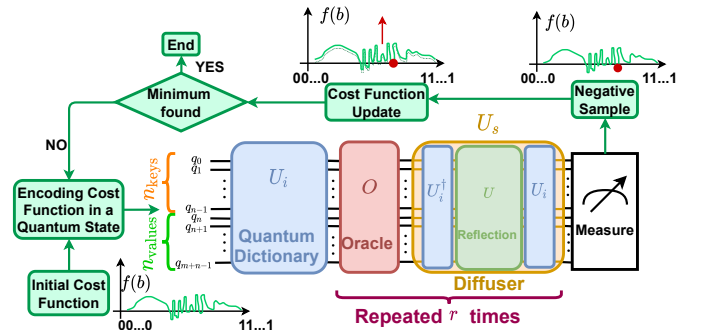 End
YES
Minimum
found
NO
f(b)
00...0
11...1
Cost Function
Update
f(b)
00...0
11...1
Negative
Sample
Encoding Cost
Function in a
Quantum State
Initial Cost
Function
f(b)
00...0
11...1
n_keys
n_values
q_0
q_1
q_{n-1}
q_n
q_{n+1}
q_{m+n-1}
U_i
Quantum
Dictionary
O
Oracle
U_s
U_i^†
U
Reflection
U_i
Diffuser
Measure
Repeated r times